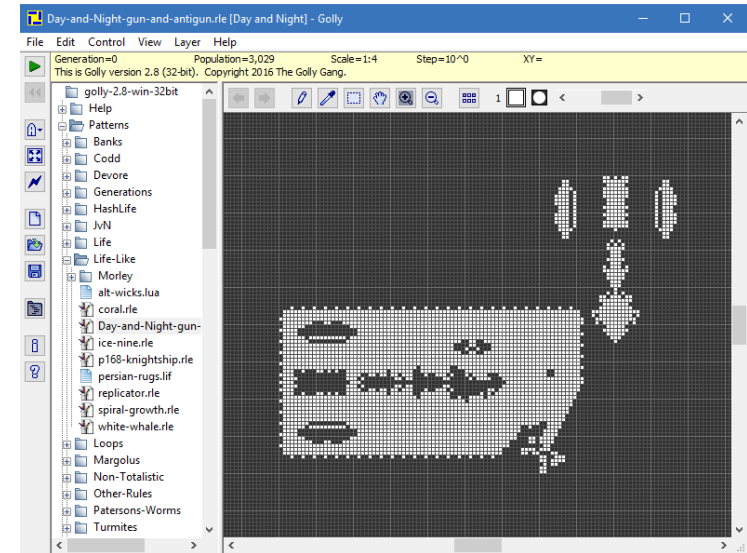 Day-and-Night-gun-and-antigun.rle [Day and Night] - Golly
File Edit Control View Layer Help
Generation=0 Population=3,029 Scale=1:4 Step=10^0 XY=
This is Golly version 2.8 (32-bit). Copyright 2016 The Golly Gang.
golly-2.8-win-32bit
Help
Patterns
Banks
Codd
Devore
Generations
HashLife
JvN
Life
Life-Like
Morley
alt-wicks.lua
coral.rle
Day-and-Night-gun-
ice-nine.rle
p168-knightship.rle
persian-rugs.lif
replicator.rle
spiral-growth.rle
white-whale.rle
Loops
Margolus
Non-Totalistic
Other-Rules
Patersons-Worms
Turmites
1